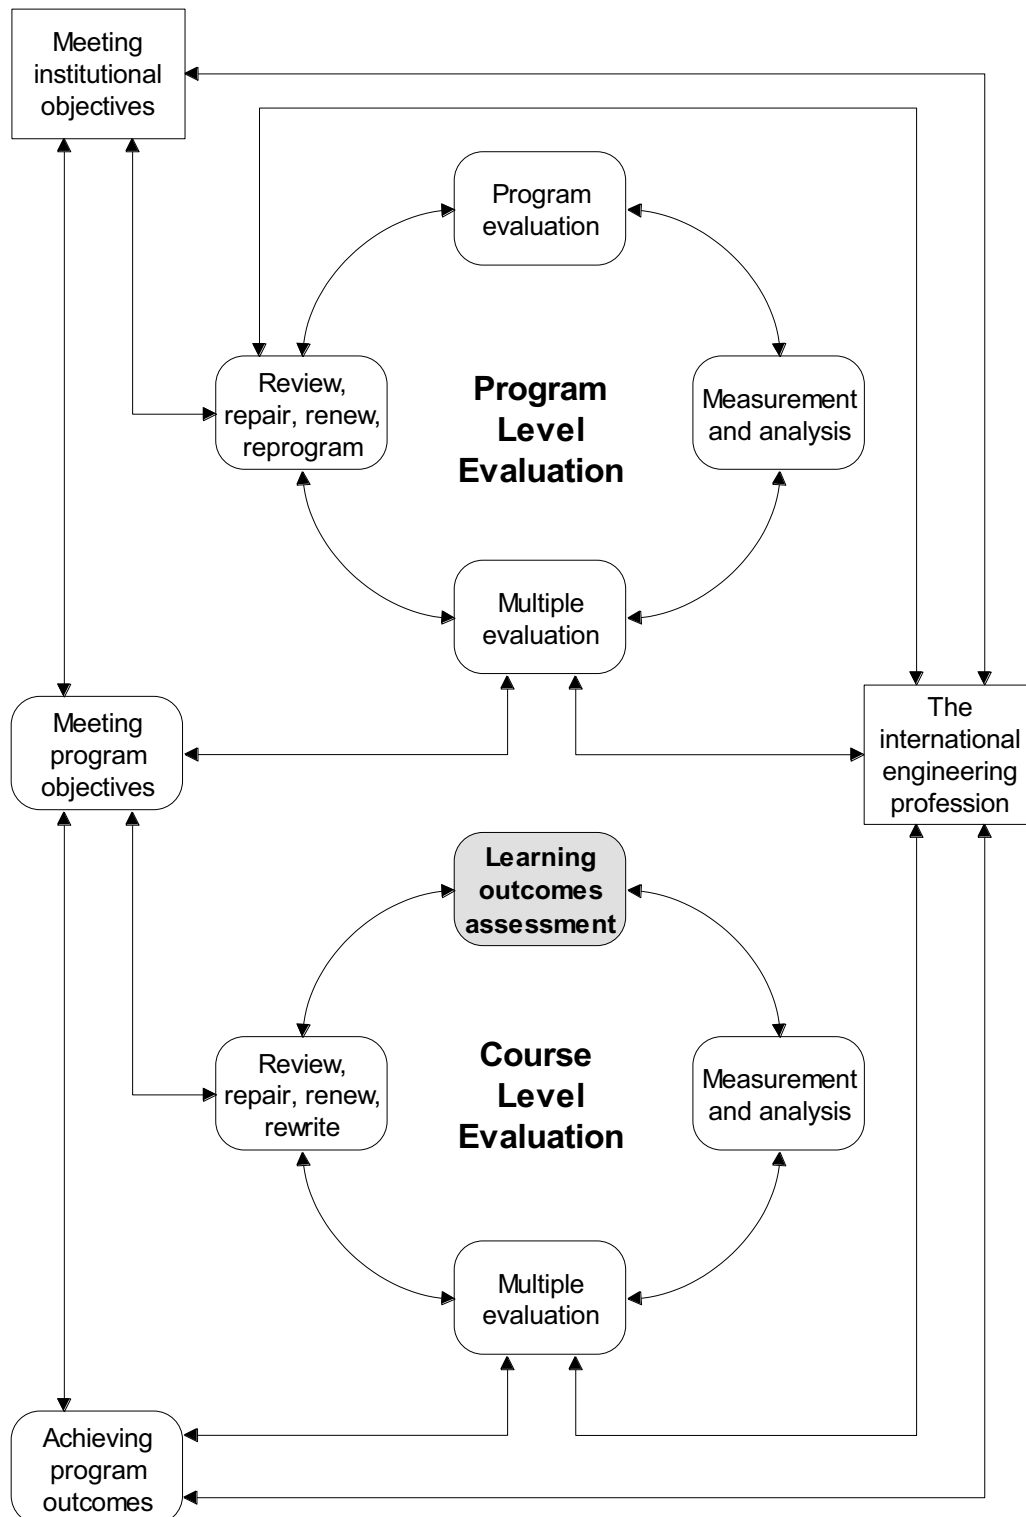 Meeting
institutional
objectives
Program
evaluation
Review,
repair, renew,
reprogram
Program
Level
Evaluation
Measurement
and analysis
Multiple
evaluation
Meeting
program
objectives
The
international
engineering
profession
Learning
outcomes
assessment
Review,
repair, renew,
rewrite
Course
Level
Evaluation
Measurement
and analysis
Multiple
evaluation
Achieving
program
outcomes